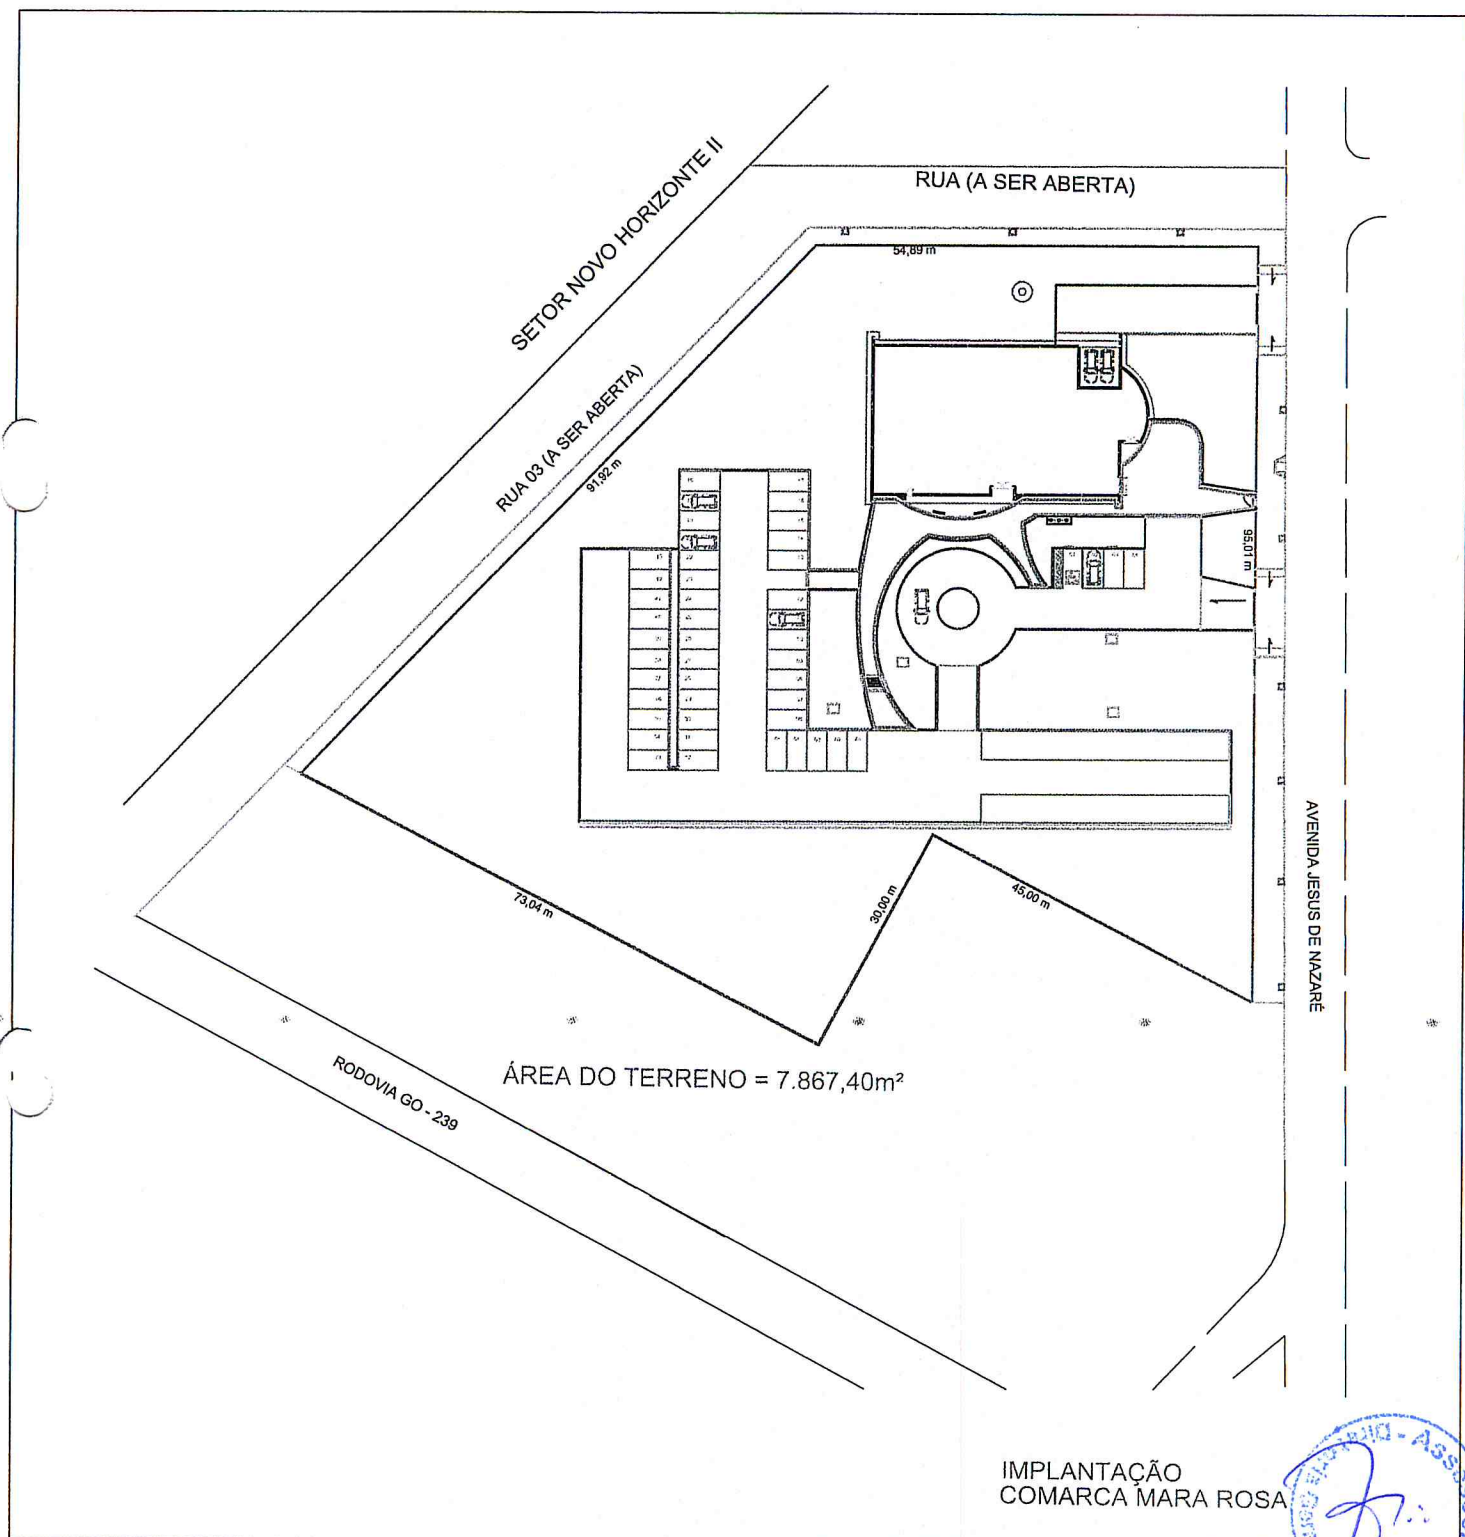 SETOR NOVO HORIZONTE II
RUA (A SER ABERTA)
54,89 m
RUA 03 (A SER ABERTA)
91,92 m
95,01 m
AVENIDA JESUS DE NAZARÉ
73,04 m
30,00 m
45,00 m
RODOVIA GO - 239
ÁREA DO TERRENO = 7.867,40m²
IMPLANTAÇÃO
COMARCA MARA ROSA